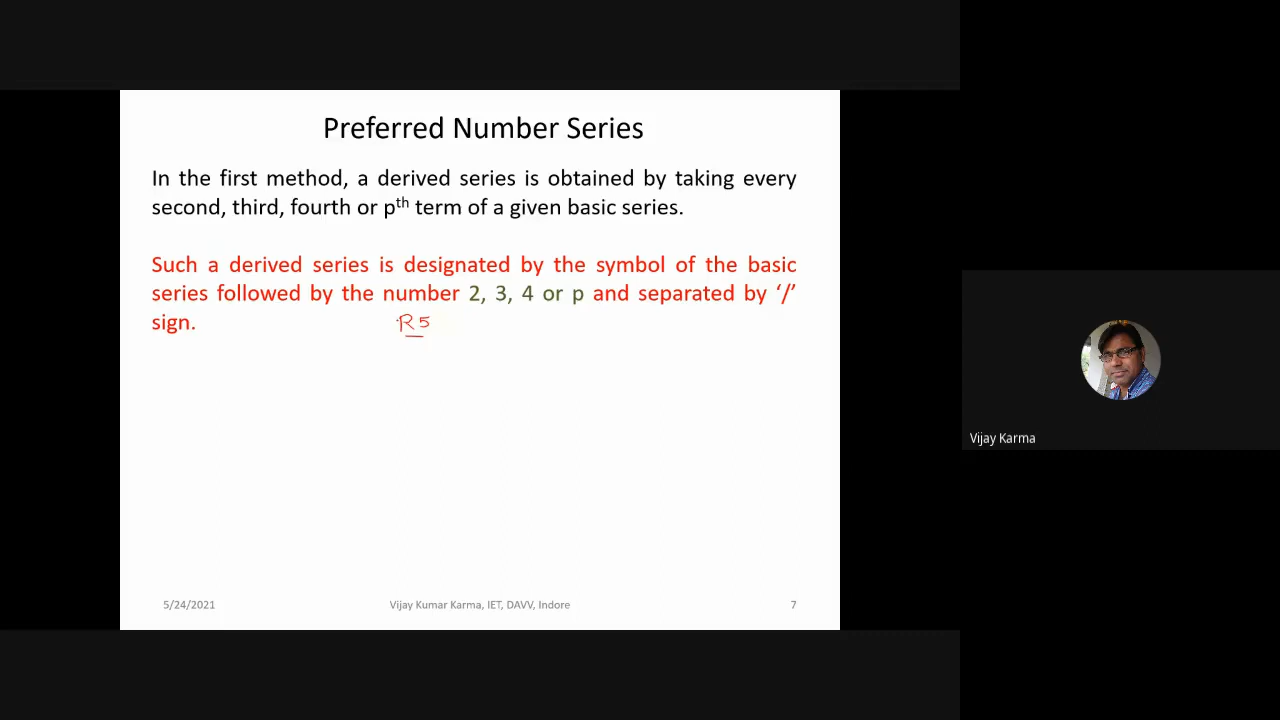 Preferred Number Series
In the first method, a derived series is obtained by taking every
second, third, fourth or pth term of a given basic series.
Such a derived series is designated by the symbol of the basic
series followed by the number 2, 3, 4 or p and separated by ‘/’
sign.
R5
5/24/2021
Vijay Kumar Karma, IET, DAVV, Indore
7
Vijay Karma